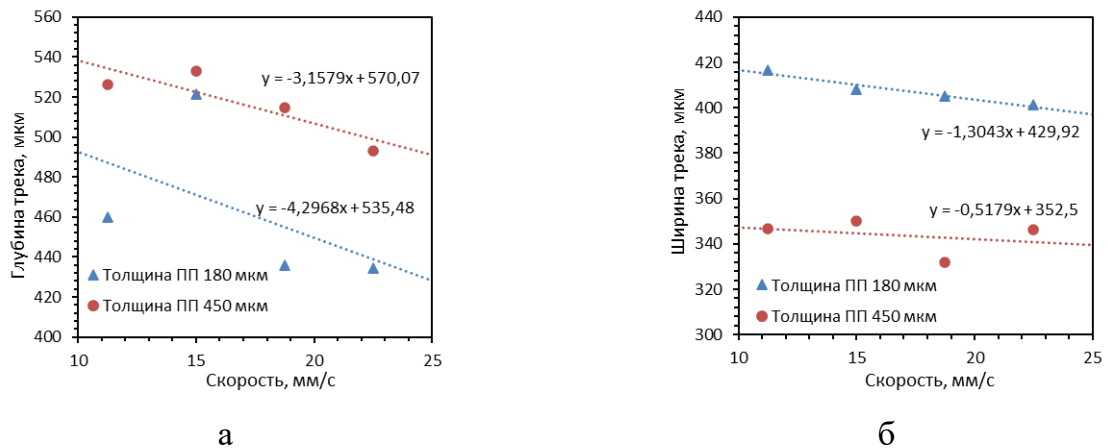 560
540
520
500
480
460
440
420
400
Глубина трека, мкм
y = -3,1579x + 570,07
y = -4,2968x + 535,48
Толщина ПП 180 мкм
Толщина ПП 450 мкм
10 15 20 25
Скорость, мм/с
а
440
420
400
380
360
340
320
300
Ширина трека, мкм
y = -1,3043x + 429,92
y = -0,5179x + 352,5
Толщина ПП 180 мкм
Толщина ПП 450 мкм
10 15 20 25
Скорость, мм/с
б